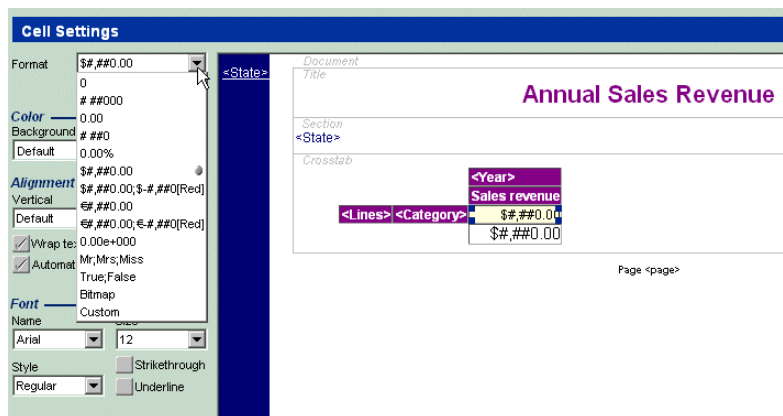 Cell Settings
Format
$#,##0.00
0
# ##000
0.00
# ##0
0.00%
$#,##0.00
$#,##0.00;$-#,##0[Red]
€#,##0.00
€#,##0.00;€-#,##0[Red]
0.00e+000
Mr;Mrs;Miss
True;False
Bitmap
Custom
Color
Background
Default
Alignment
Vertical
Default
Wrap te
Automat
Font
Name
Size
Arial
12
Style
Strikethrough
Regular
Underline
<State>
Document
Title
Annual Sales Revenue
Section
<State>
Crosstab
<Year>
Sales revenue
<Lines> <Category> $#,##0.00
$#,##0.00
Page <page>